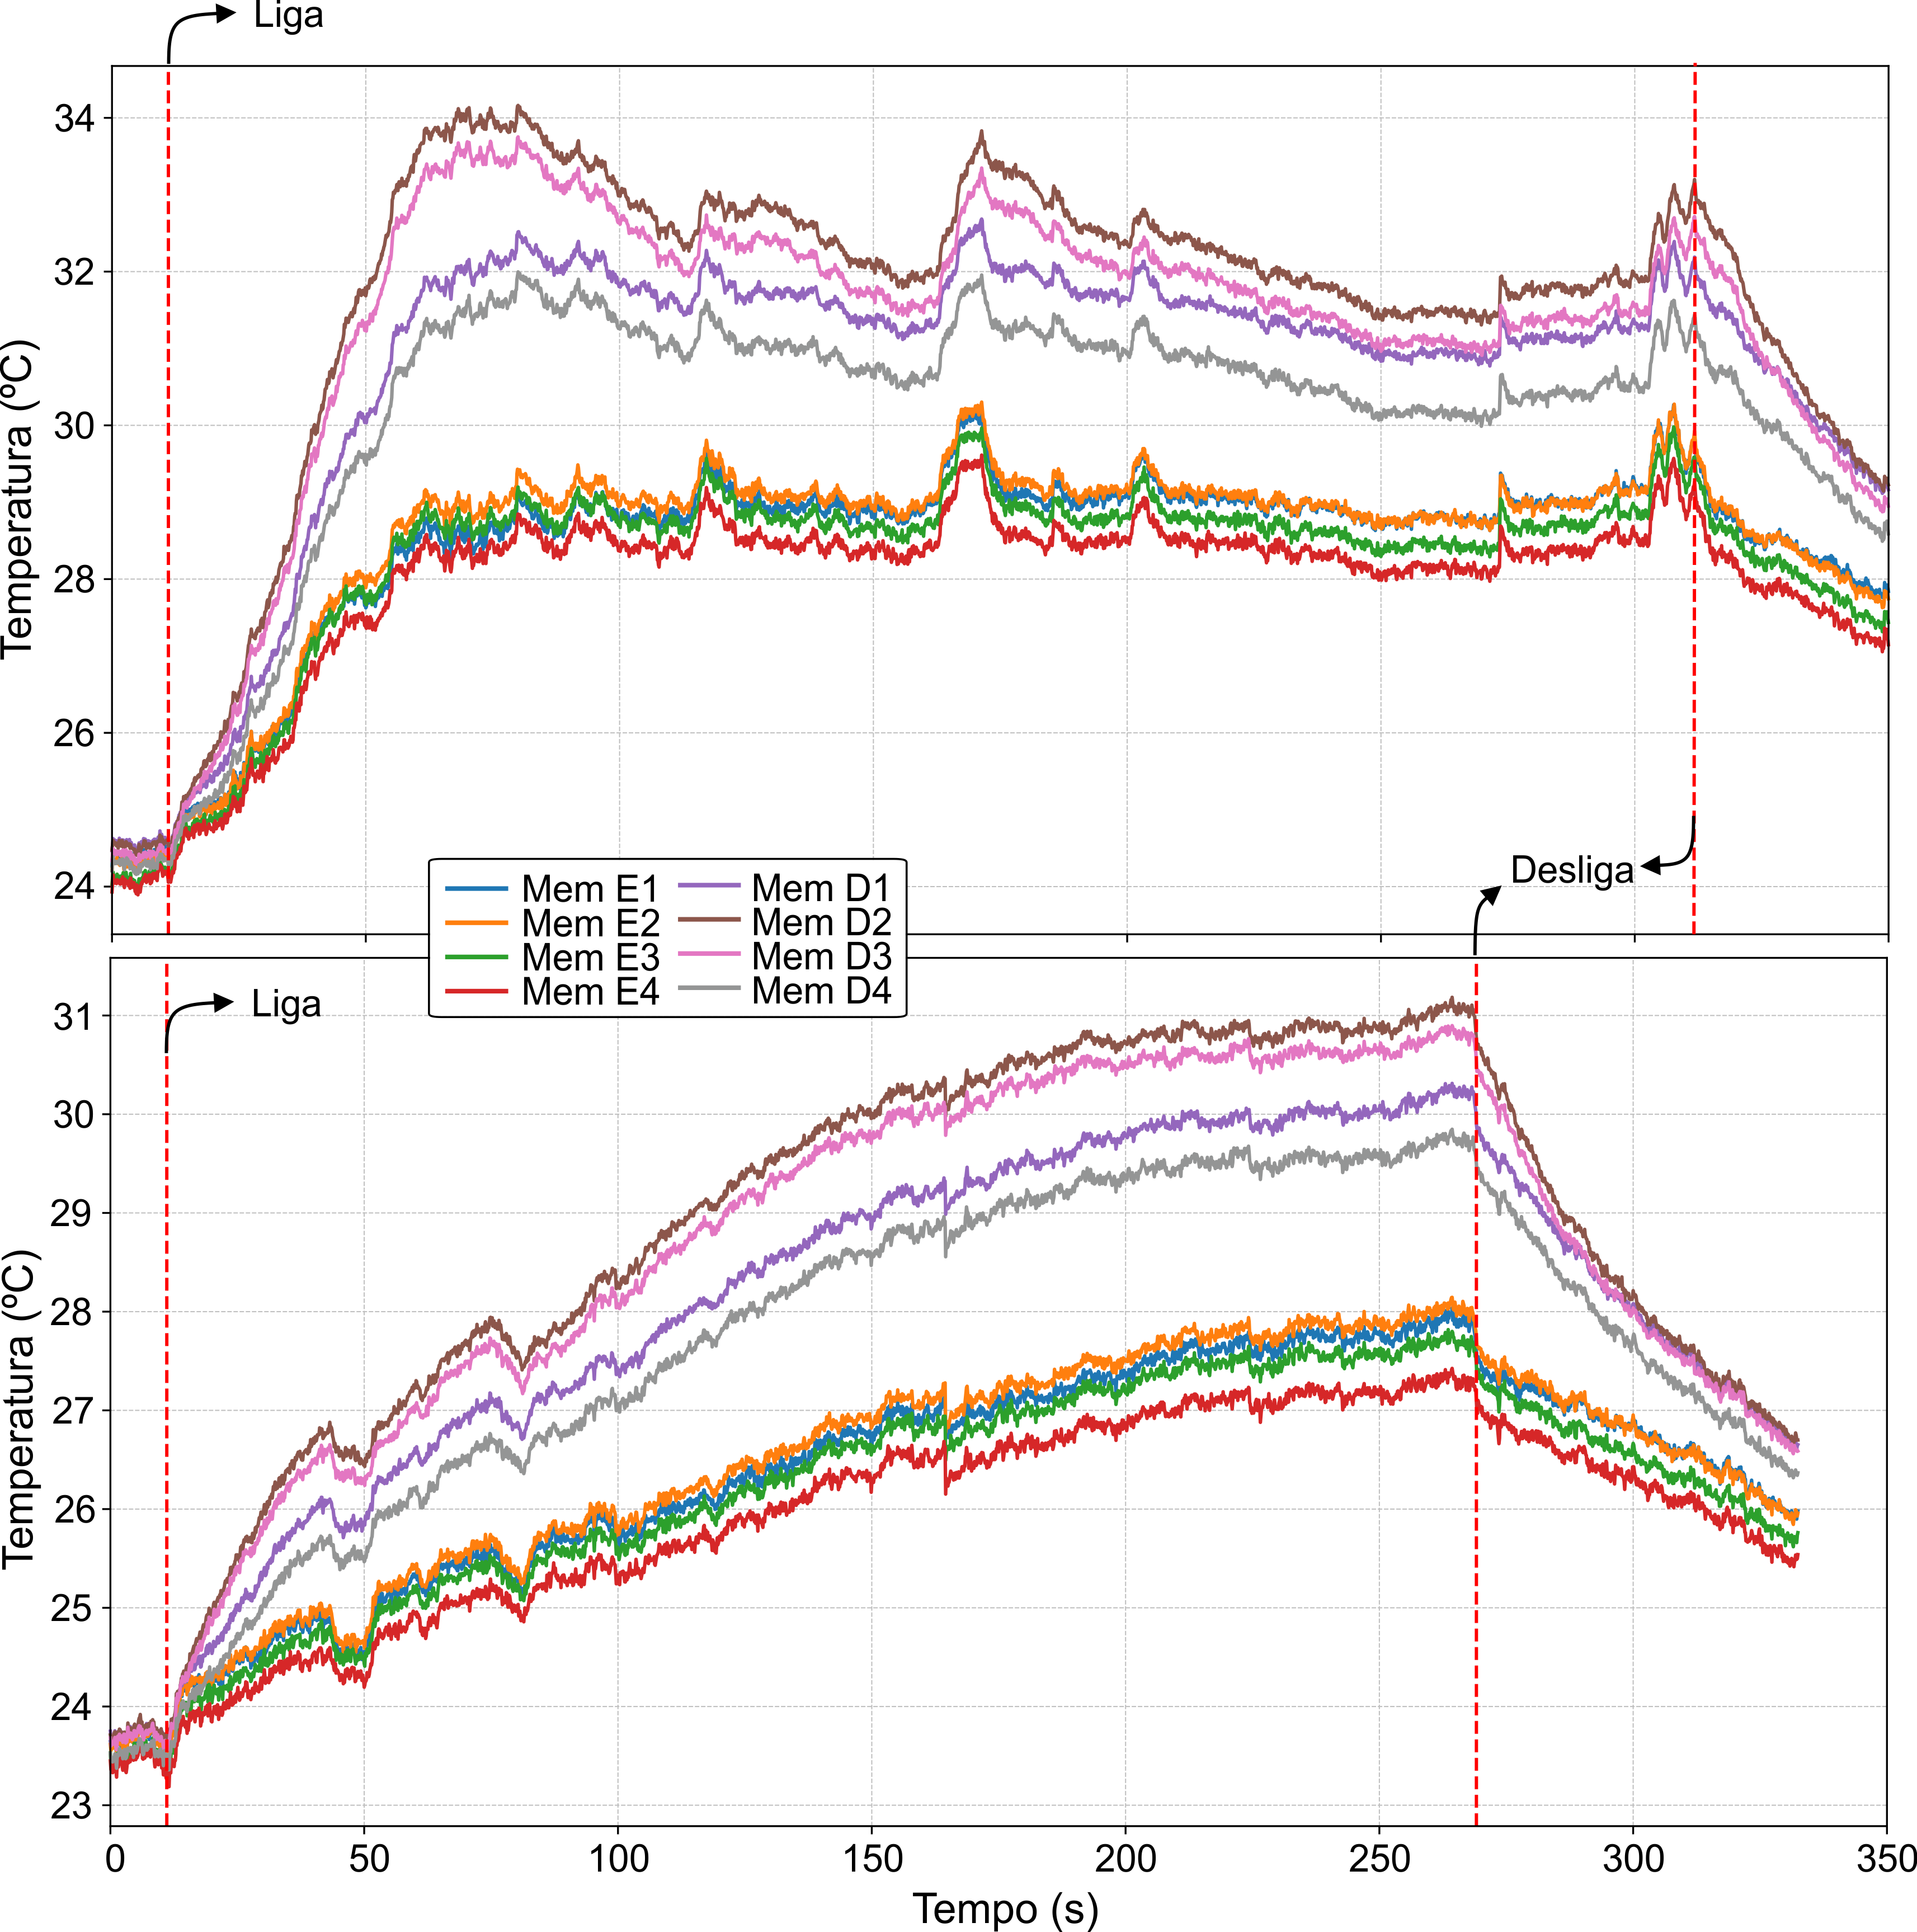 Liga
34
32
30
28
26
24
Temperatura (ºC)
Desliga
Mem E1 Mem D1
Mem E2 Mem D2
Mem E3 Mem D3
Mem E4 Mem D4
Liga
31
30
29
28
27
26
25
24
23
Temperatura (ºC)
0 50 100 150 200 250 300 350
Tempo (s)